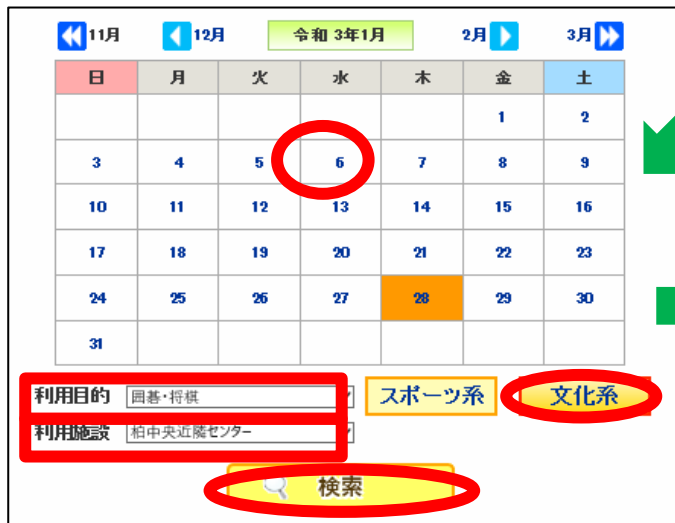 11月 12月 令和 3年1月 2月 3月
日 月 火 水 木 金 土
1 2
3 4 5 6 7 8 9
10 11 12 13 14 15 16
17 18 19 20 21 22 23
24 25 26 27 28 29 30
31
利用目的 囲碁・将棋 スポーツ系 文化系
利用施設 柏中央近隣センター
検索